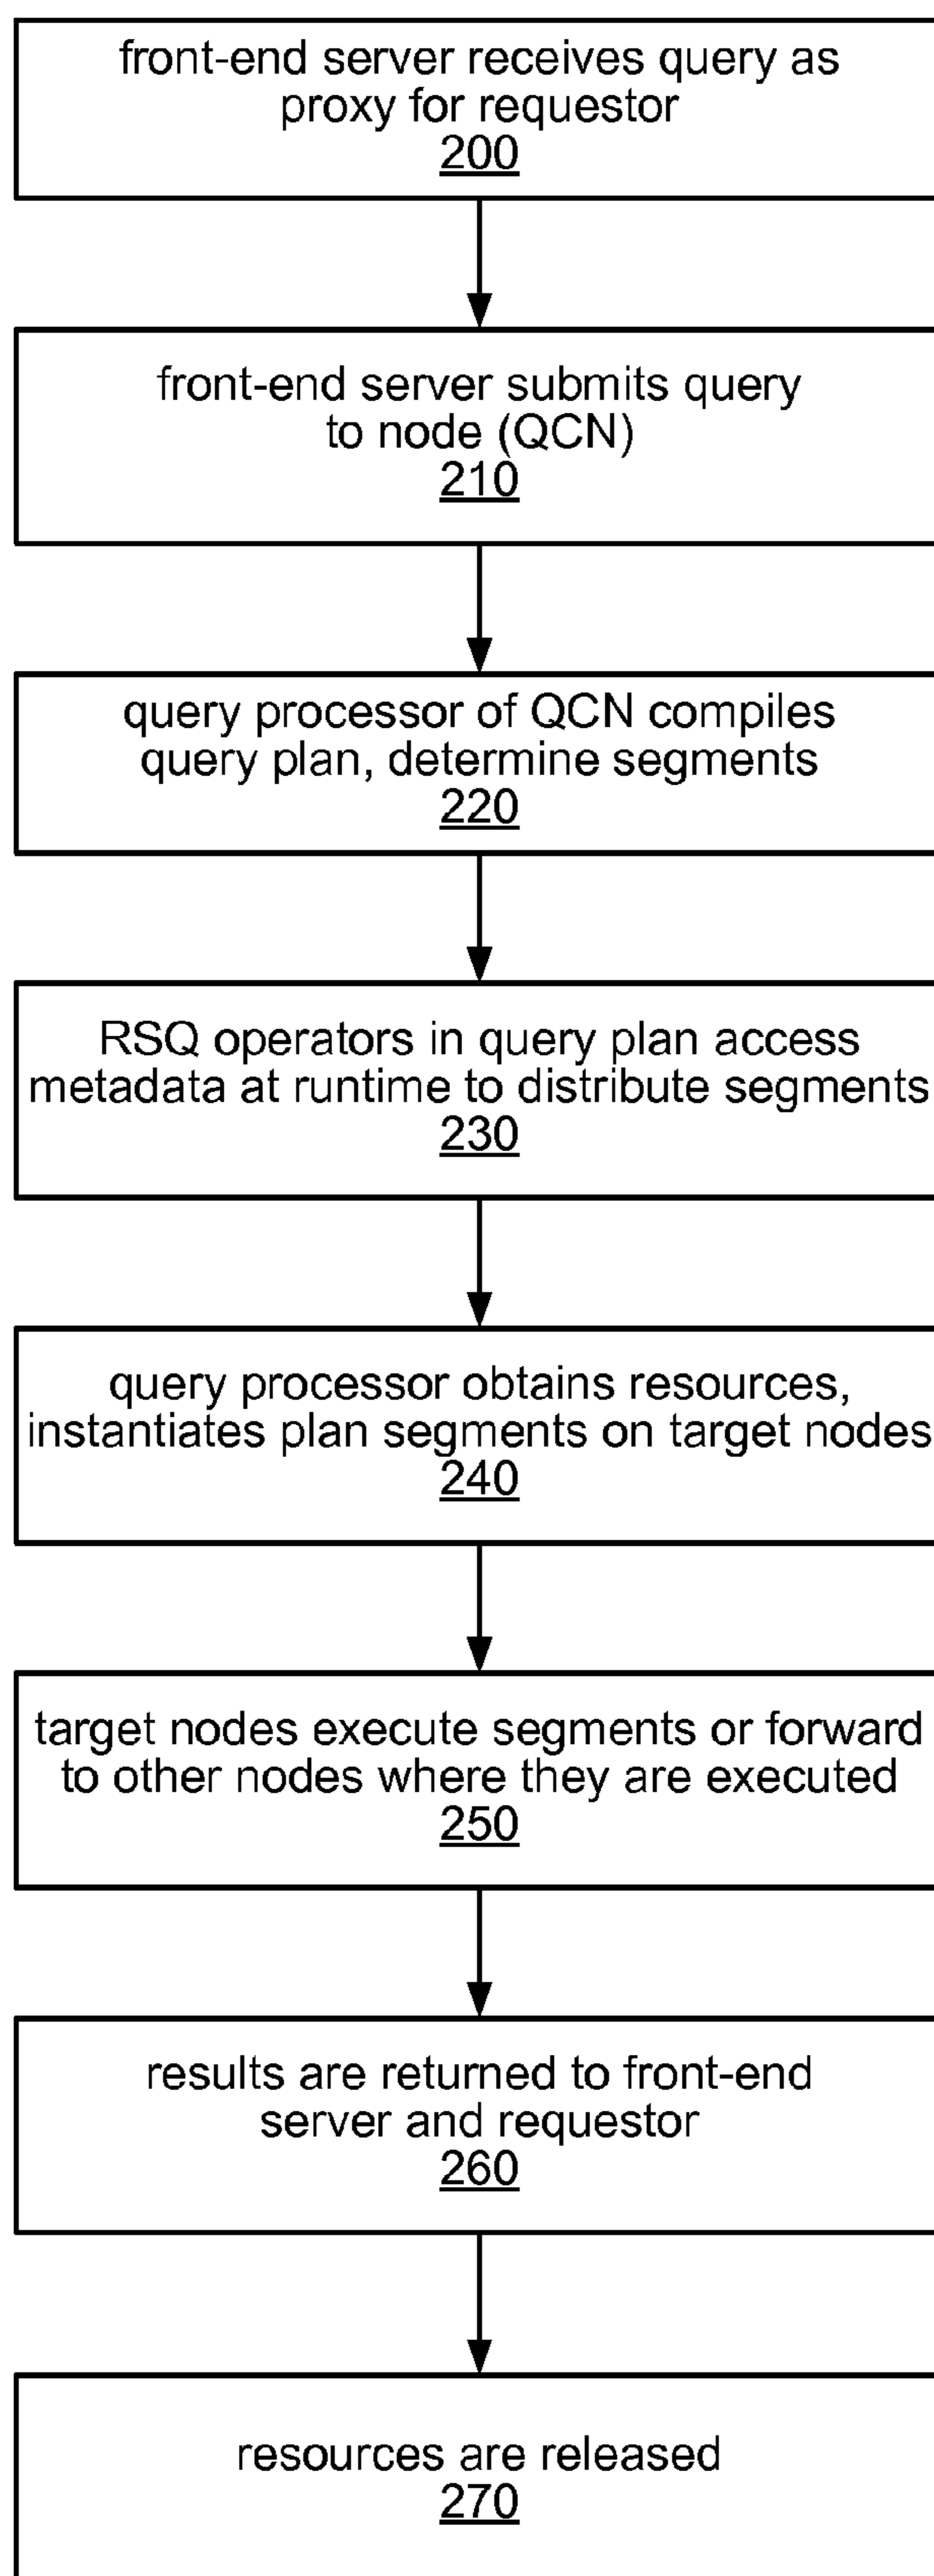 front-end server receives query as
proxy for requestor
200
front-end server submits query
to node (QCN)
210
query processor of QCN compiles
query plan, determine segments
220
RSQ operators in query plan access
metadata at runtime to distribute segments
230
query processor obtains resources,
instantiates plan segments on target nodes
240
target nodes execute segments or forward
to other nodes where they are executed
250
results are returned to front-end
server and requestor
260
resources are released
270